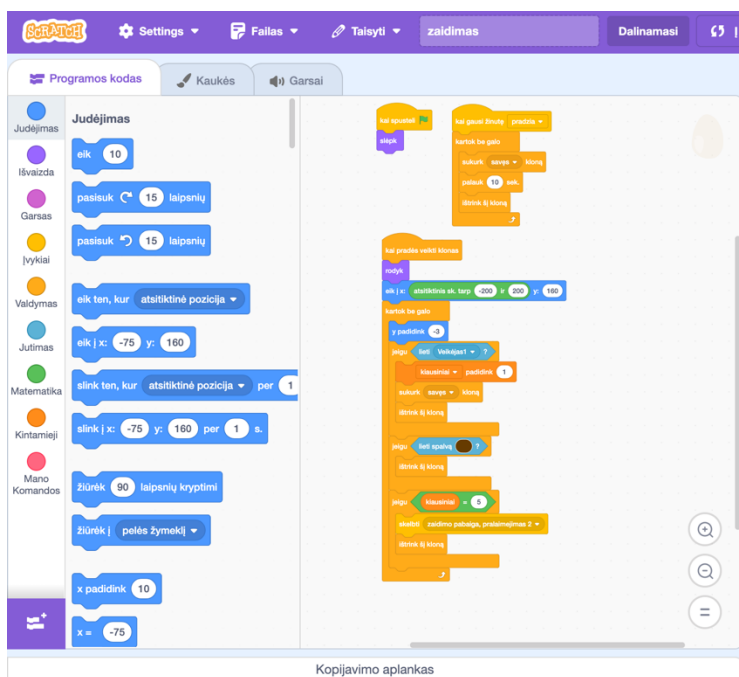 SCRATCH Settings Failas Taisyti zaidimas Dalinamasi
Programos kodas Kaukės Garsai
Judėjimas
Išvaizda
Garsas
Įvykiai
Valdymas
Jutimas
Matematika
Kintamieji
Mano
Komandos
Judėjimas
eik 10
pasisuk 15 laipsnių
pasisuk 15 laipsnių
eik ten, kur atsitiktinė pozicija
eik į x: -75 y: 160
slink ten, kur atsitiktinė pozicija per 1
slink į x: -75 y: 160 per 1 s.
žiūrėk 90 laipsnių kryptimi
žiūrėk į pelės žymeklį
x padidink 10
x = -75
kai spusteli
slėpk
kai gausi žinutę pradzia
kartok be galo
sukurk savęs kloną
palauk 10 sek.
ištrink šį kloną
kai pradės veikti klonas
rodyk
eik į x: atsitiktinis sk. tarp -200 ir 200 y: 160
kartok be galo
y padidink -3
jeigu lieti Veikėjas1 ?
kiausiniai padidink 1
sukurk savęs kloną
ištrink šį kloną
jeigu lieti spalvą ?
ištrink šį kloną
jeigu kiausiniai = 5
skelbti zaidimo pabaiga, pralaimejimas 2
ištrink šį kloną
=
Kopijavimo aplankas